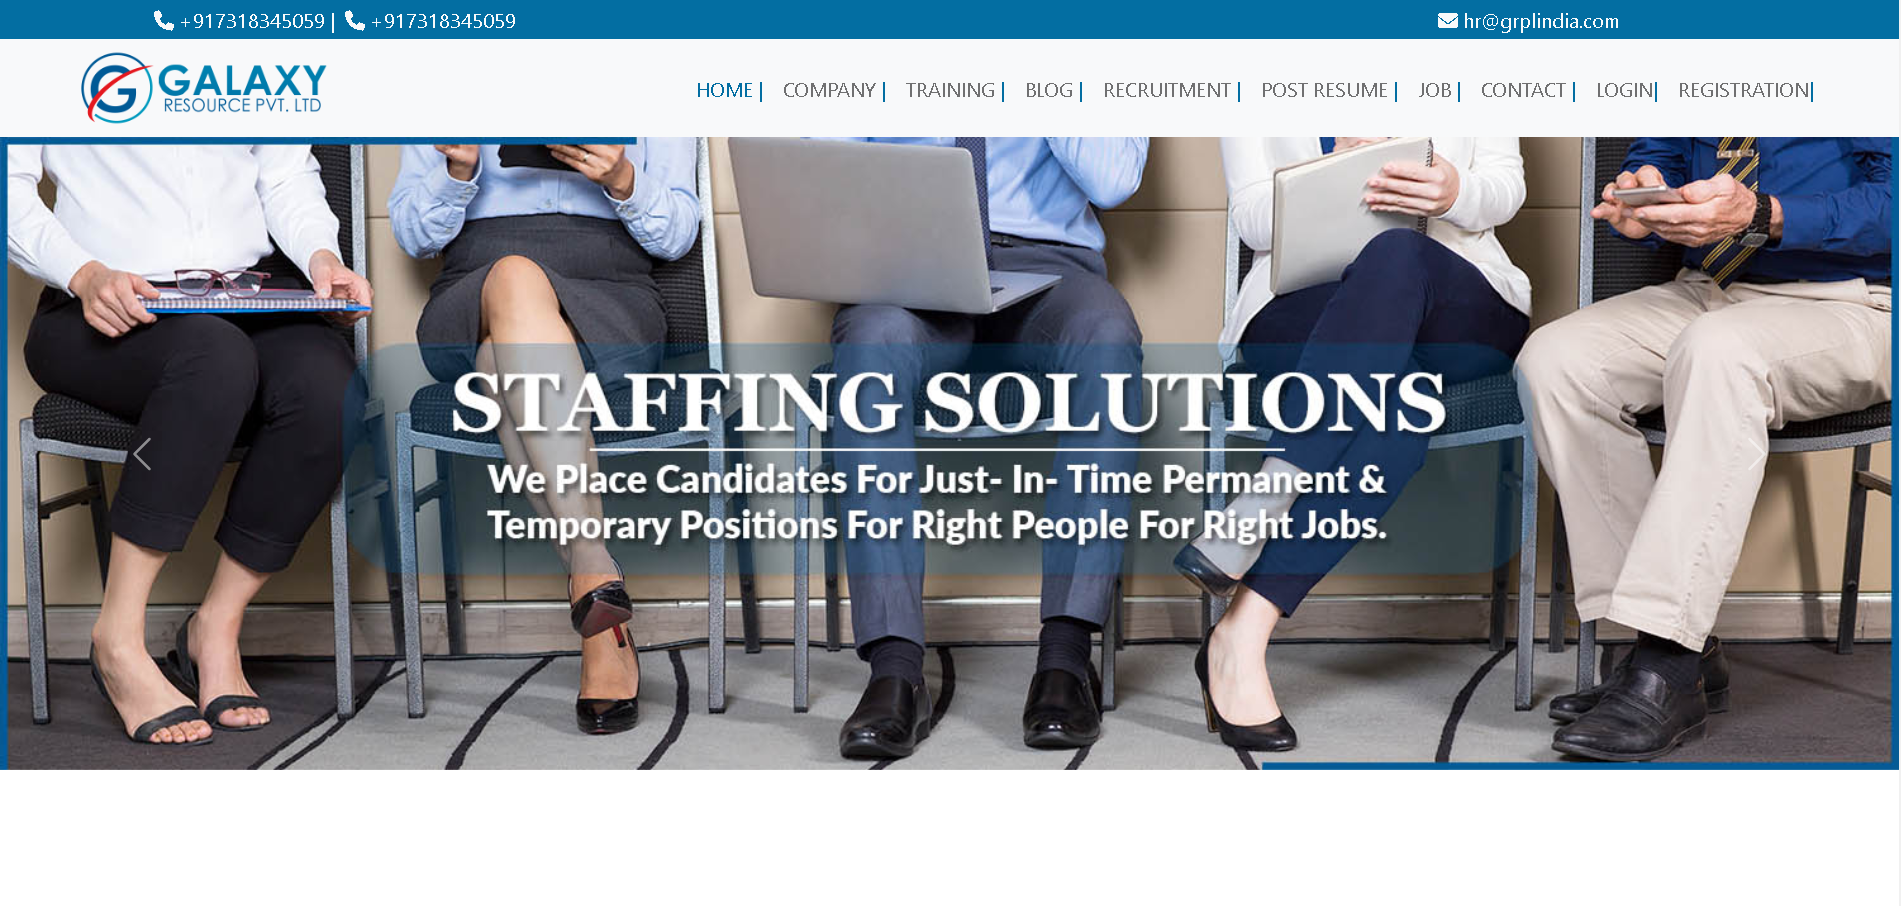 +917318345059 | +917318345059
hr@grplindia.com
GALAXY
RESOURCE PVT. LTD
HOME | COMPANY | TRAINING | BLOG | RECRUITMENT | POST RESUME | JOB | CONTACT | LOGIN| REGISTRATION|
STAFFING SOLUTIONS
We Place Candidates For Just- In- Time Permanent &
Temporary Positions For Right People For Right Jobs.